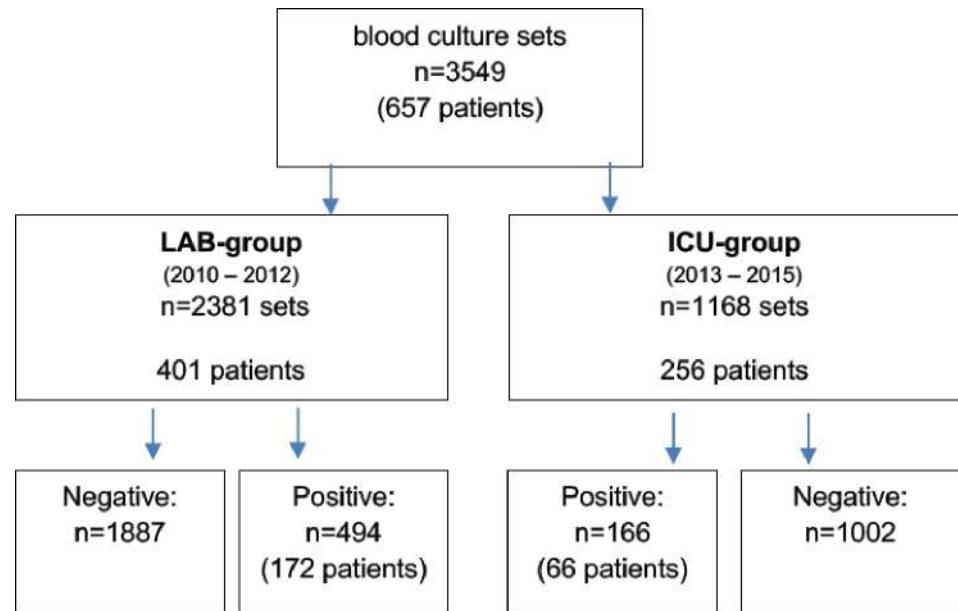 blood culture sets
n=3549
(657 patients)
LAB-group
(2010 – 2012)
n=2381 sets
401 patients
ICU-group
(2013 – 2015)
n=1168 sets
256 patients
Negative:
n=1887
Positive:
n=494
(172 patients)
Positive:
n=166
(66 patients)
Negative:
n=1002